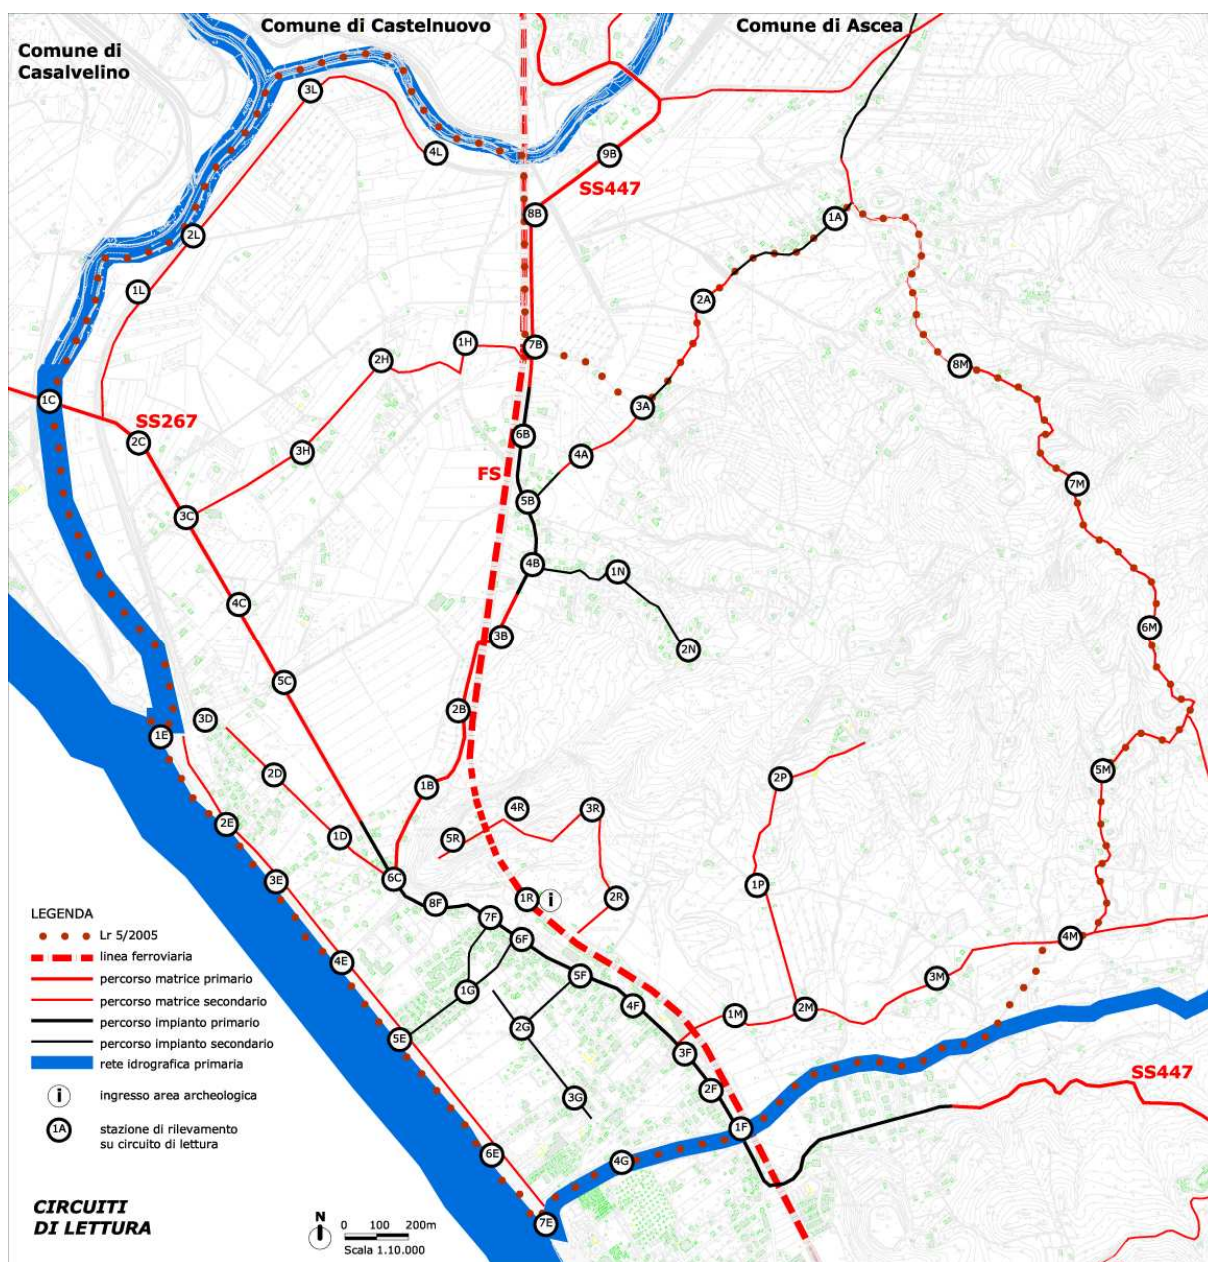 Comune di Castelnuovo
Comune di Ascea
Comune di
Casalvelino
3L
4L
9B
SS447
8B
1A
2L
1L
2A
7B
1H
2H
8M
1C
SS267
3A
2C
6B
3H
4A
FS
7M
5B
3C
4B
1N
4C
6M
3B
2N
5C
2B
3D
1E
5M
2D
2P
1B
4R
3R
2E
1D
5R
6C
3E
1P
1R
i
2R
8F
7F
6F
4M
4E
5F
3M
1G
4F
2M
1M
2G
5E
3F
SS447
2F
3G
1F
6E
4G
7E
LEGENDA
Lr 5/2005
linea ferroviaria
percorso matrice primario
percorso matrice secondario
percorso impianto primario
percorso impianto secondario
rete idrografica primaria
i
ingresso area archeologica
1A
stazione di rilevamento
su circuito di lettura
CIRCUITI
DI LETTURA
N
0 100 200m
Scala 1:10.000